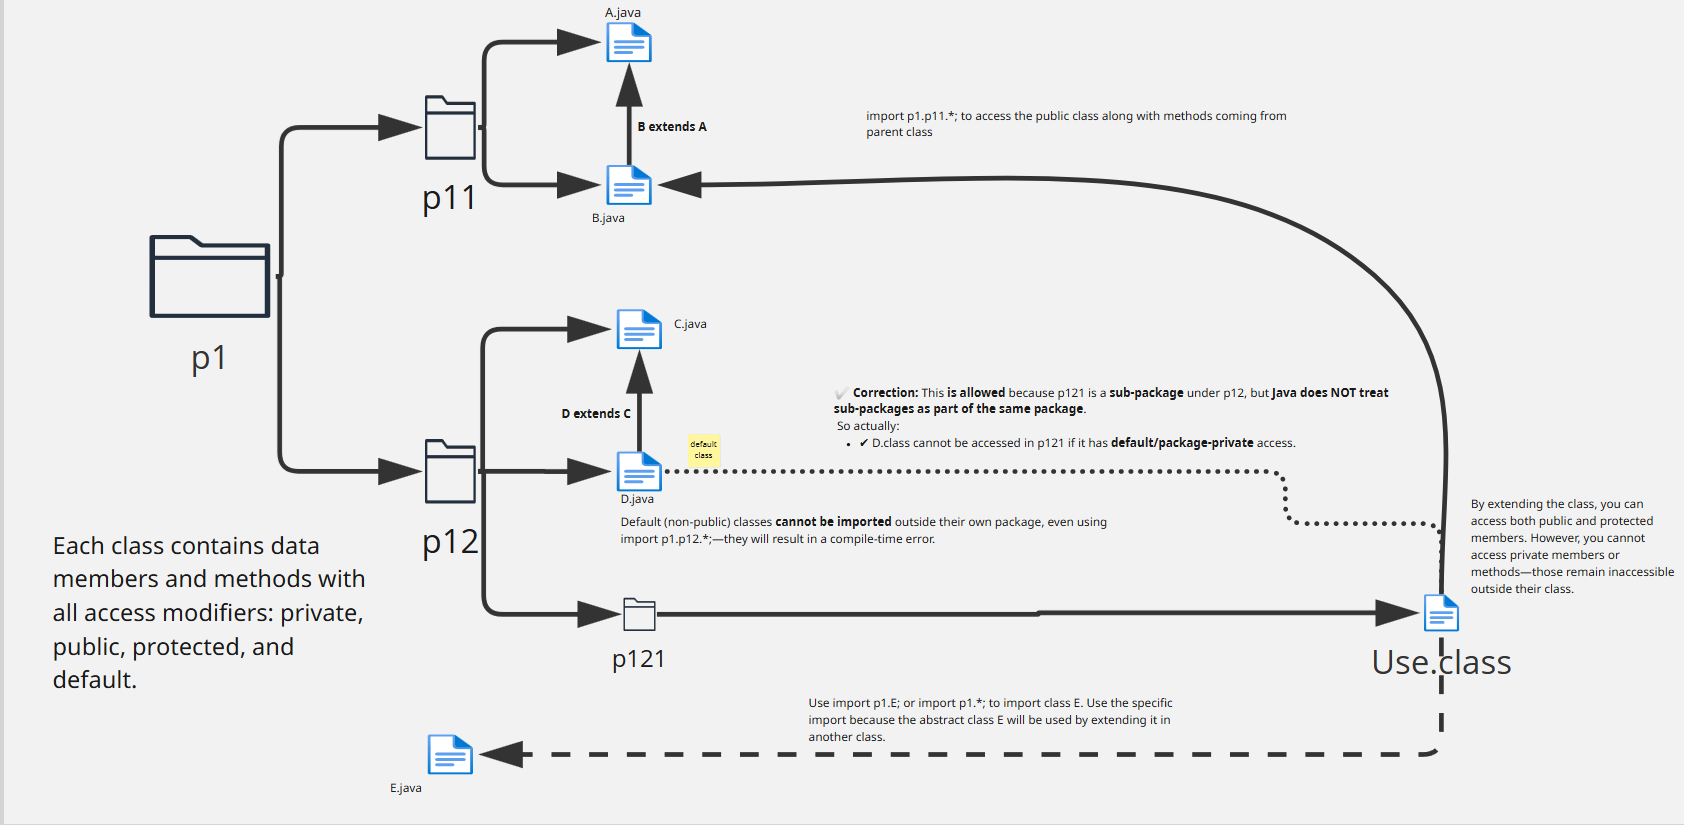 A.java
B extends A
import p1.p11.*; to access the public class along with methods coming from
parent class
p11
B.java
p1
C.java
✔ Correction: This is allowed because p121 is a sub-package under p12, but Java does NOT treat
sub-packages as part of the same package.
So actually:
• ✔ D.class cannot be accessed in p121 if it has default/package-private access.
D extends C
default
class
D.java
Default (non-public) classes cannot be imported outside their own package, even using
import p1.p12.*;—they will result in a compile-time error.
p12
By extending the class, you can
access both public and protected
members. However, you cannot
access private members or
methods—those remain inaccessible
outside their class.
Each class contains data
members and methods with
all access modifiers: private,
public, protected, and
default.
p121
Use.class
Use import p1.E; or import p1.*; to import class E. Use the specific
import because the abstract class E will be used by extending it in
another class.
E.java